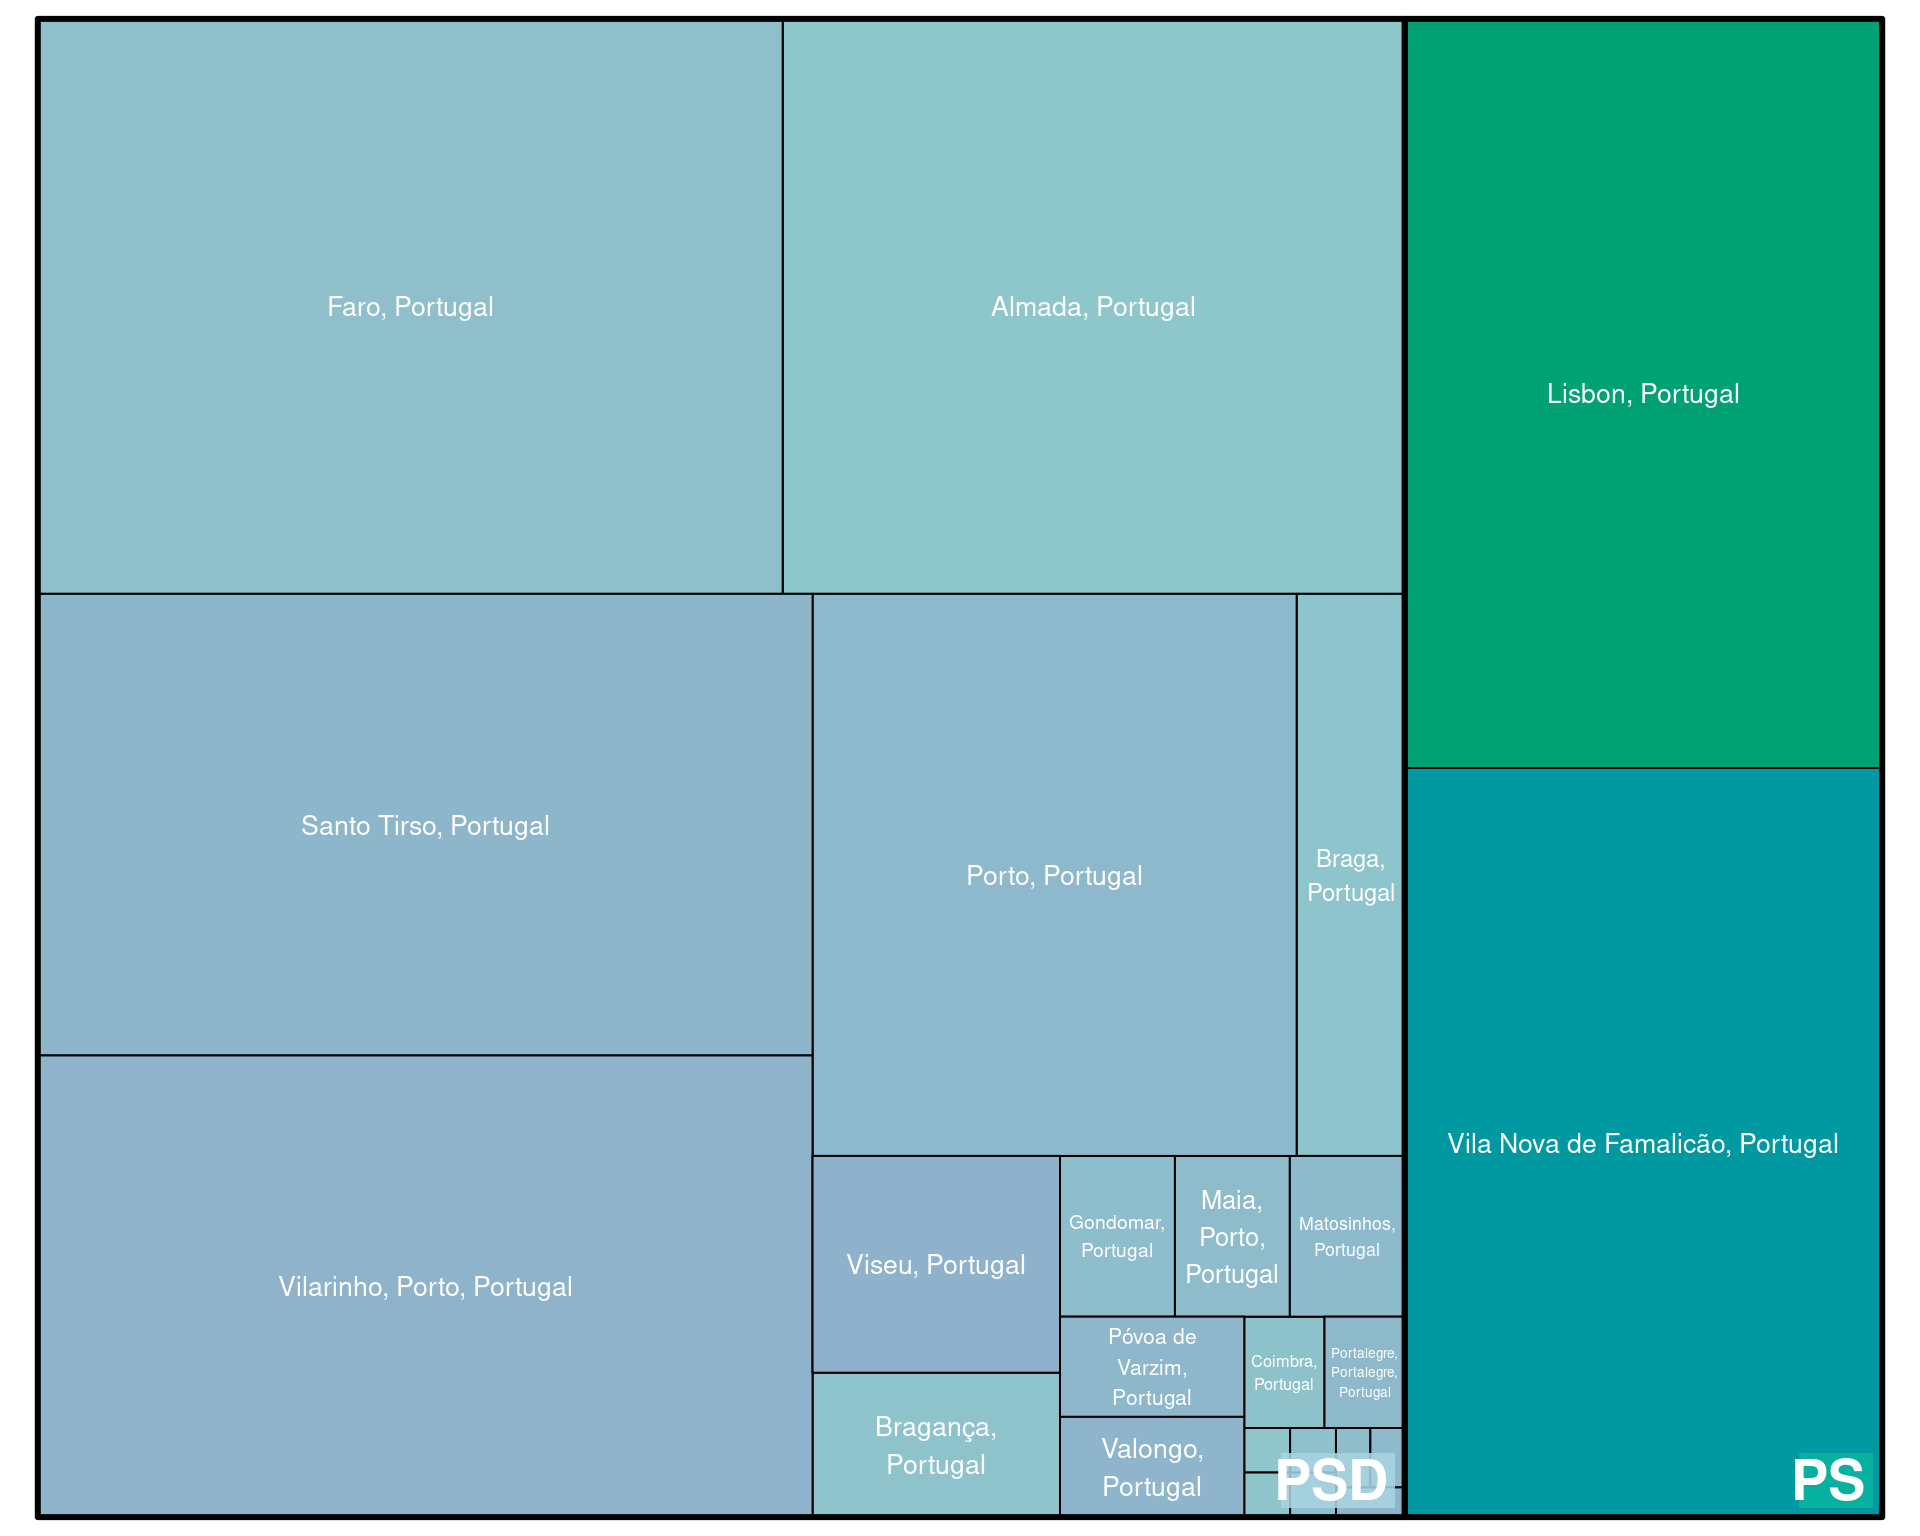 Faro, Portugal
Almada, Portugal
Lisbon, Portugal
Santo Tirso, Portugal
Porto, Portugal
Braga,
Portugal
Vila Nova de Famalicão, Portugal
Vilarinho, Porto, Portugal
Viseu, Portugal
Gondomar,
Portugal
Maia,
Porto,
Portugal
Matosinhos,
Portugal
Póvoa de
Varzim,
Portugal
Coimbra,
Portugal
Portalegre,
Portalegre,
Portugal
Bragança,
Portugal
Valongo,
Portugal
PSD
PS